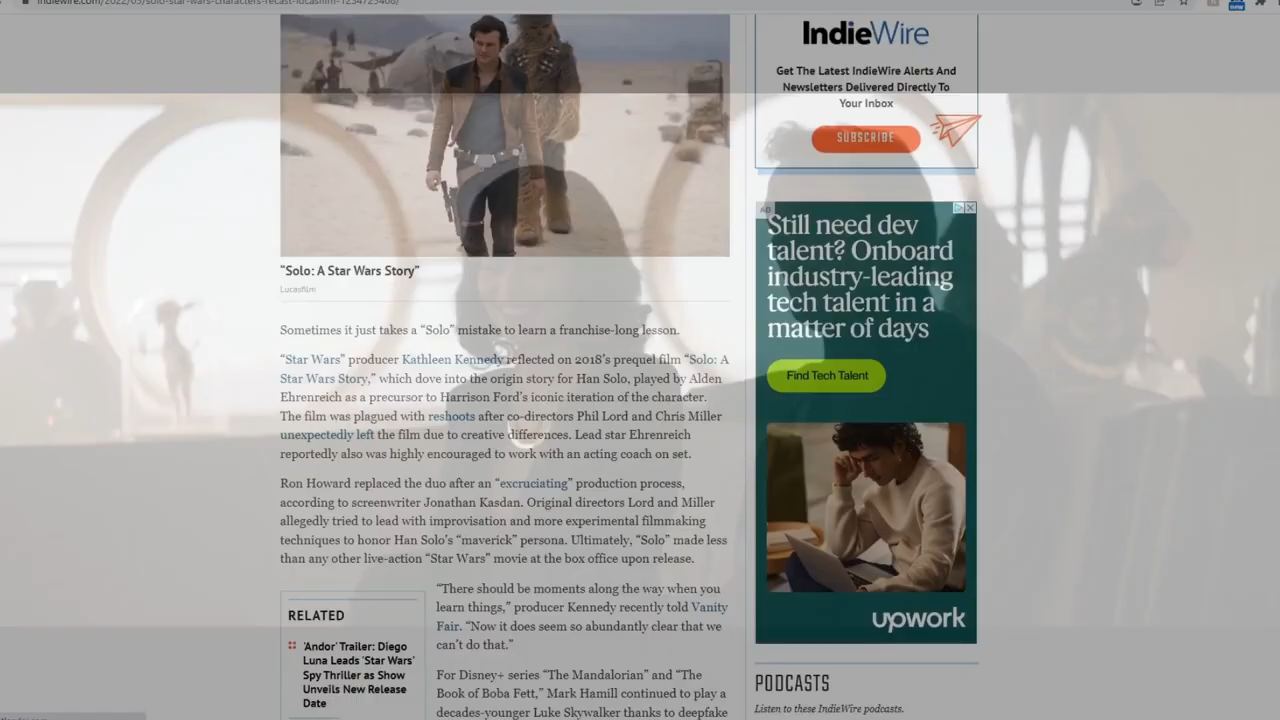 indiewire.com/2022/05/solo-star-wars-characters-recast-lucasfilm-1234725406/
"Solo: A Star Wars Story"
Lucasfilm
Sometimes it just takes a "Solo" mistake to learn a franchise-long lesson.
"Star Wars" producer Kathleen Kennedy reflected on 2018's prequel film "Solo: A
Star Wars Story," which dove into the origin story for Han Solo, played by Alden
Ehrenreich as a precursor to Harrison Ford's iconic iteration of the character.
The film was plagued with reshoots after co-directors Phil Lord and Chris Miller
unexpectedly left the film due to creative differences. Lead star Ehrenreich
reportedly also was highly encouraged to work with an acting coach on set.
Ron Howard replaced the duo after an "excruciating" production process,
according to screenwriter Jonathan Kasdan. Original directors Lord and Miller
allegedly tried to lead with improvisation and more experimental filmmaking
techniques to honor Han Solo's "maverick" persona. Ultimately, "Solo" made less
than any other live-action "Star Wars" movie at the box office upon release.
RELATED
'Andor' Trailer: Diego
Luna Leads 'Star Wars'
Spy Thriller as Show
Unveils New Release
Date
"There should be moments along the way when you
learn things," producer Kennedy recently told Vanity
Fair. "Now it does seem so abundantly clear that we
can't do that."
For Disney+ series "The Mandalorian" and "The
Book of Boba Fett," Mark Hamill continued to play a
decades-younger Luke Skywalker thanks to deepfake
IndieWire
Get The Latest IndieWire Alerts And
Newsletters Delivered Directly To
Your Inbox
SUBSCRIBE
AD
Still need dev
talent? Onboard
industry-leading
tech talent in a
matter of days
Find Tech Talent
upwork
PODCASTS
Listen to these IndieWire podcasts.